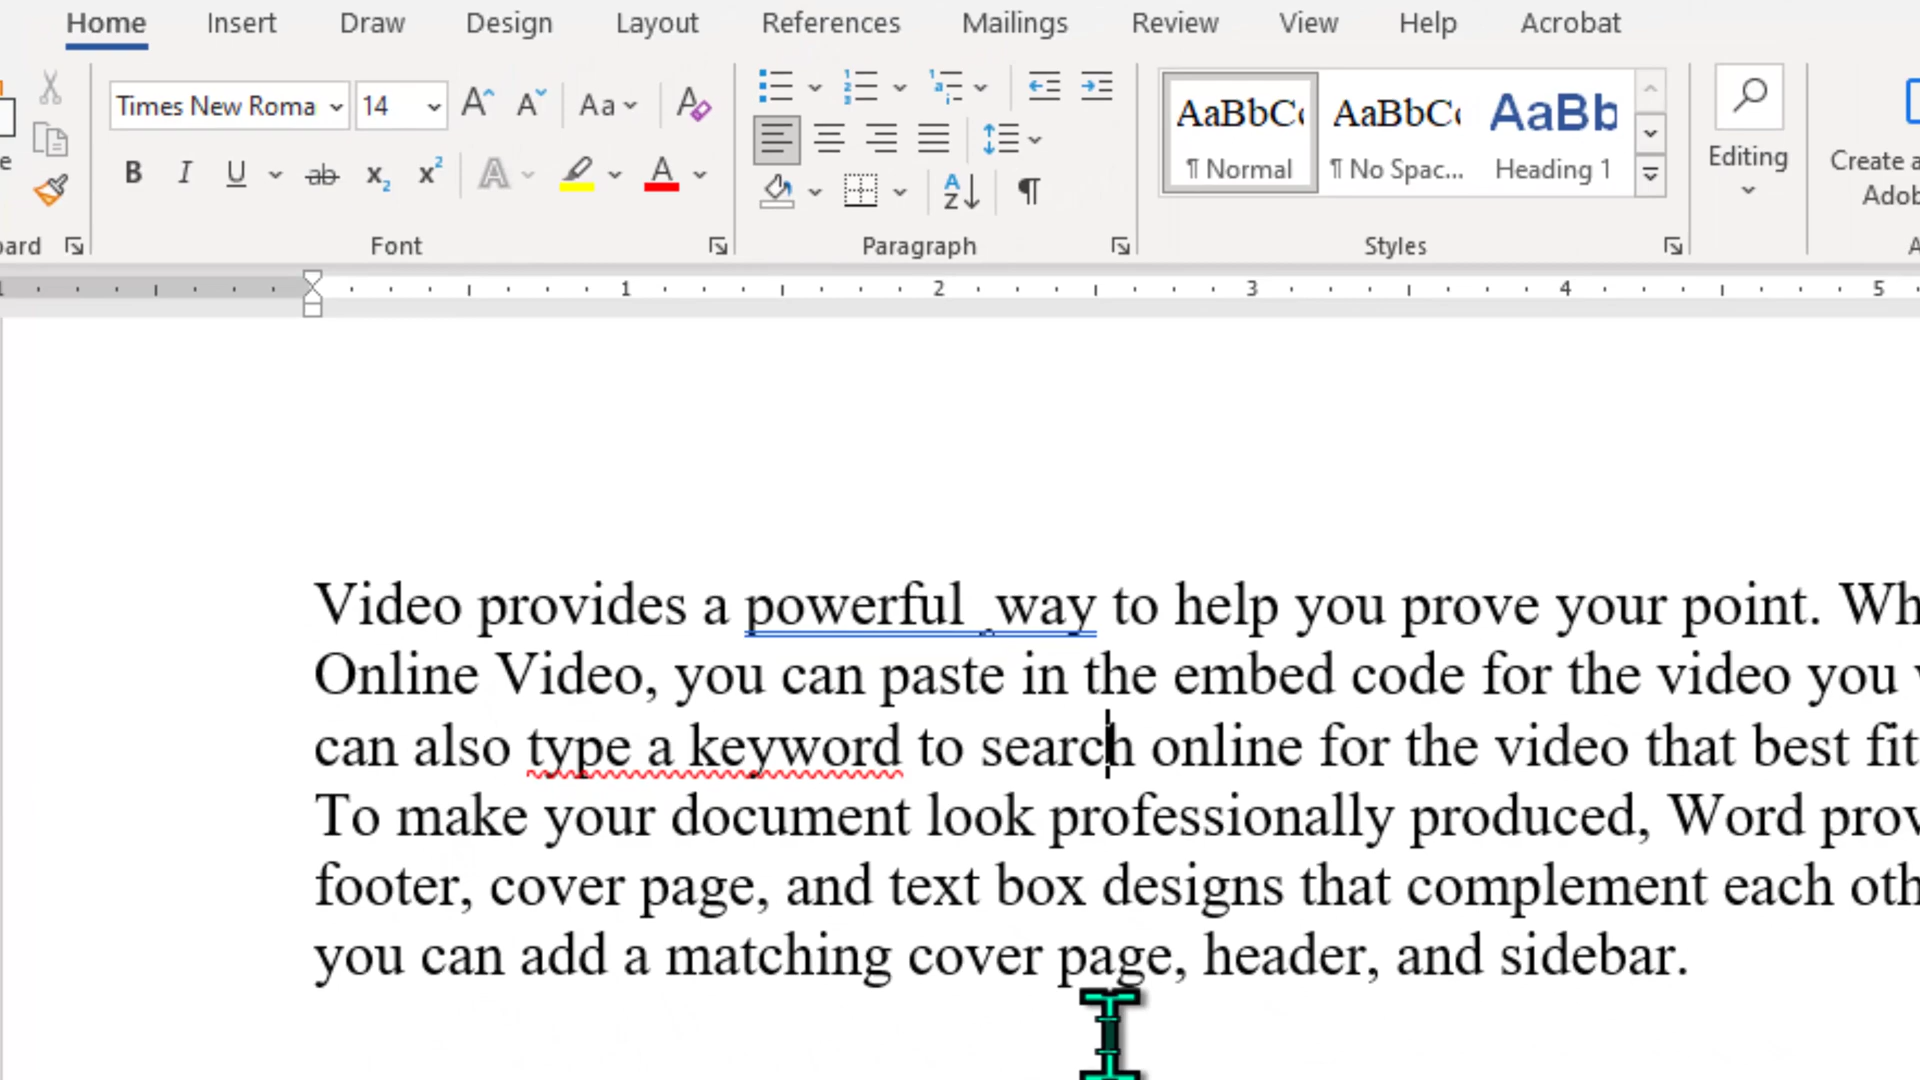 Home Insert Draw Design Layout References Mailings Review View Help Acrobat
Times New Roma 14 Aa
AaBbCc AaBbCc AaBb
¶ Normal ¶ No Spac... Heading 1
Editing
Create a
Adob
B I U ab x₂ x² A A A Z ¶
Font Paragraph Styles
1 2 3 4 5
Video provides a powerful way to help you prove your point. Wh
Online Video, you can paste in the embed code for the video you
can also type a keyword to search online for the video that best fit
To make your document look professionally produced, Word prov
footer, cover page, and text box designs that complement each oth
you can add a matching cover page, header, and sidebar.